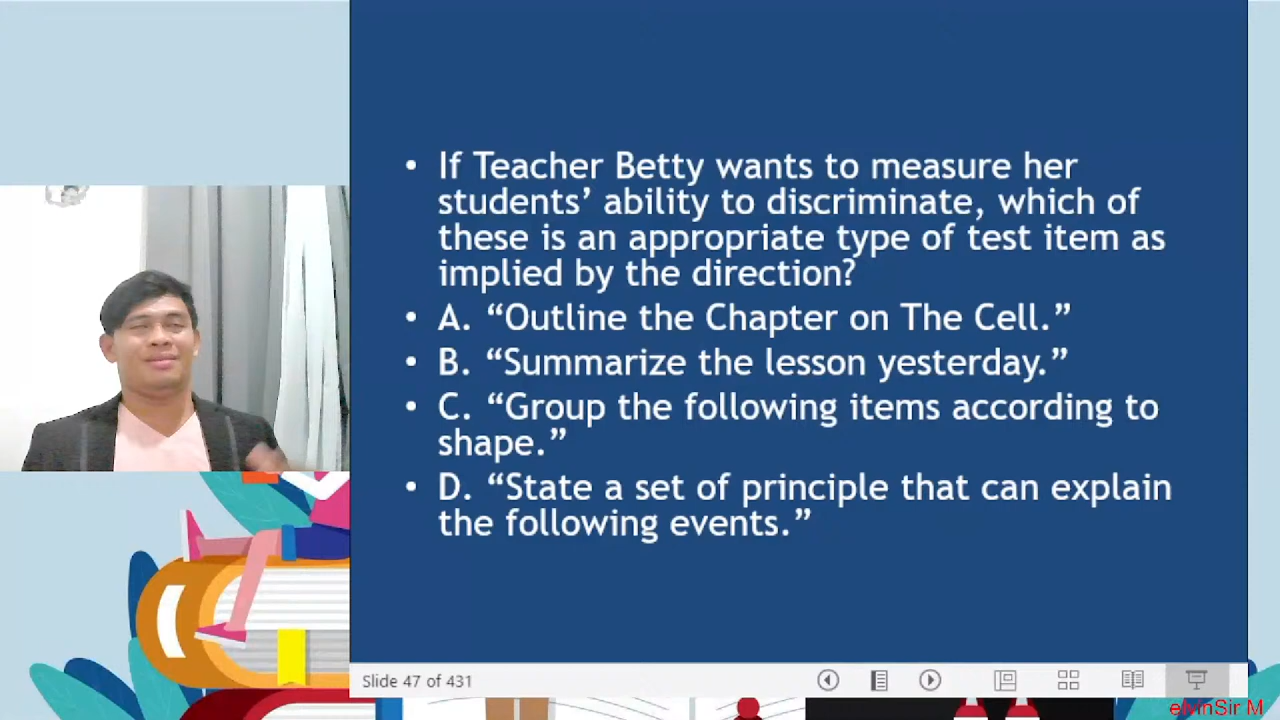 • If Teacher Betty wants to measure her
students’ ability to discriminate, which of
these is an appropriate type of test item as
implied by the direction?
• A. “Outline the Chapter on The Cell.”
• B. “Summarize the lesson yesterday.”
• C. “Group the following items according to
shape.”
• D. “State a set of principle that can explain
the following events.”
Slide 47 of 431
elvinSir M